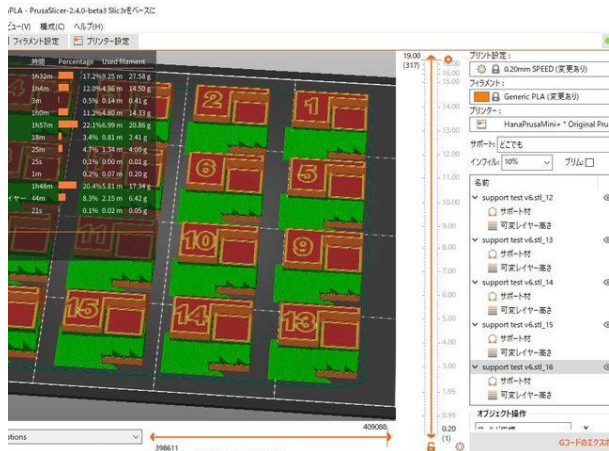 PLA - PrusaSlicer-2.4.0-beta3 Slic3rをベースに
ビュー(V) 構成(C) ヘルプ(H)
フィラメント設定 プリンター設定
時間 Percentage Used filament
1h32m 17.2% 9.25 m 27.58 g
1h4m 12.0% 4.86 m 14.50 g
3m 0.5% 0.14 m 0.41 g
1h0m 11.2% 4.80 m 14.33 g
1h57m 22.1% 6.99 m 20.86 g
18m 3.4% 0.81 m 2.41 g
25m 4.7% 1.34 m 4.00 g
25s 0.1% 0.00 m 0.01 g
1m 0.2% 0.07 m 0.20 g
1h48m 20.4% 5.81 m 17.34 g
イヤー 44m 8.3% 2.15 m 6.42 g
21s 0.1% 0.02 m 0.05 g
2 1
6 5
11 10 9
15 14 13
19.00
(317)
16.00
15.00
14.00
13.00
12.00
11.00
10.00
9.00
8.00
7.00
6.00
5.00
4.00
3.00
1.95
0.95
0.20
(1)
409088
398611
ptions
プリント設定 :
0.20mm SPEED (変更あり)
フィラメント :
Generic PLA (変更あり)
プリンター :
HanaPrusaMini+ * Original Pru
サポート: どこでも
インフィル: 10% ブリム:
名前
support test v6.stl_12
サポート材
可変レイヤー高さ
support test v6.stl_13
サポート材
可変レイヤー高さ
support test v6.stl_14
サポート材
可変レイヤー高さ
support test v6.stl_15
サポート材
可変レイヤー高さ
support test v6.stl_16
サポート材
可変レイヤー高さ
オブジェクト操作
Gコードのエクスポ